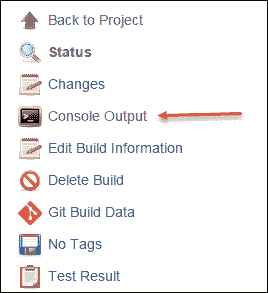 Back to Project
Status
Changes
Console Output
Edit Build Information
Delete Build
Git Build Data
No Tags
Test Result